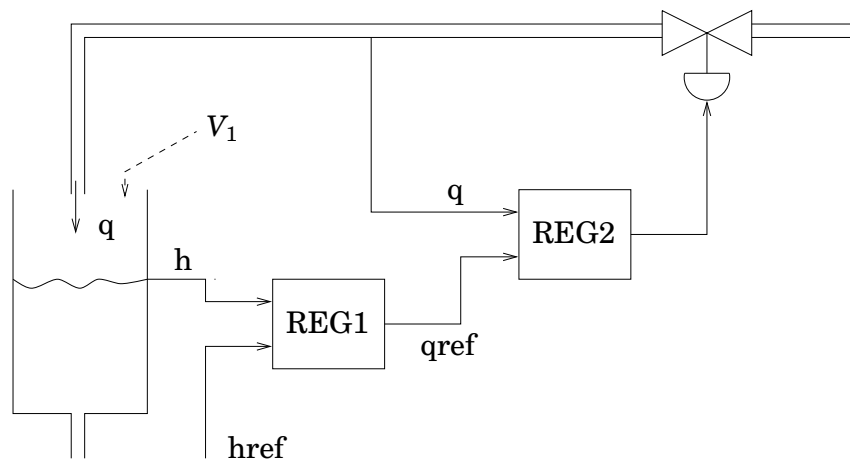 V₁
q
q
REG2
h
REG1
qref
href